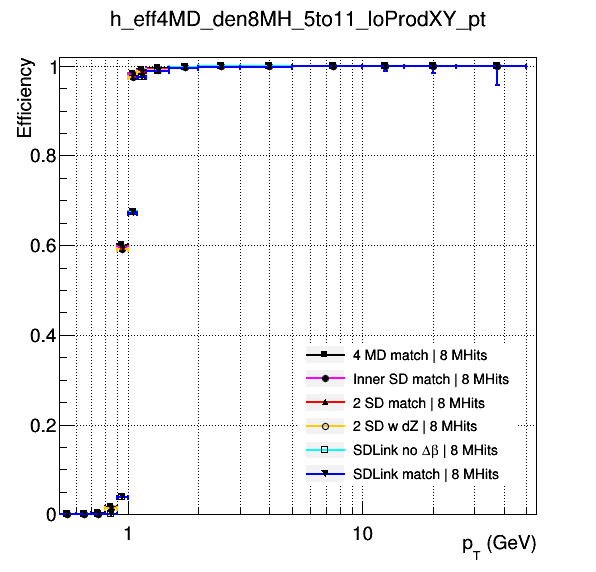 h_eff4MD_den8MH_5to11_loProdXY_pt
Efficiency
1
0.8
0.6
0.4
0.2
0
4 MD match | 8 MHits
Inner SD match | 8 MHits
2 SD match | 8 MHits
2 SD w dZ | 8 MHits
SDLink no Δβ | 8 MHits
SDLink match | 8 MHits
1
10
p_T (GeV)